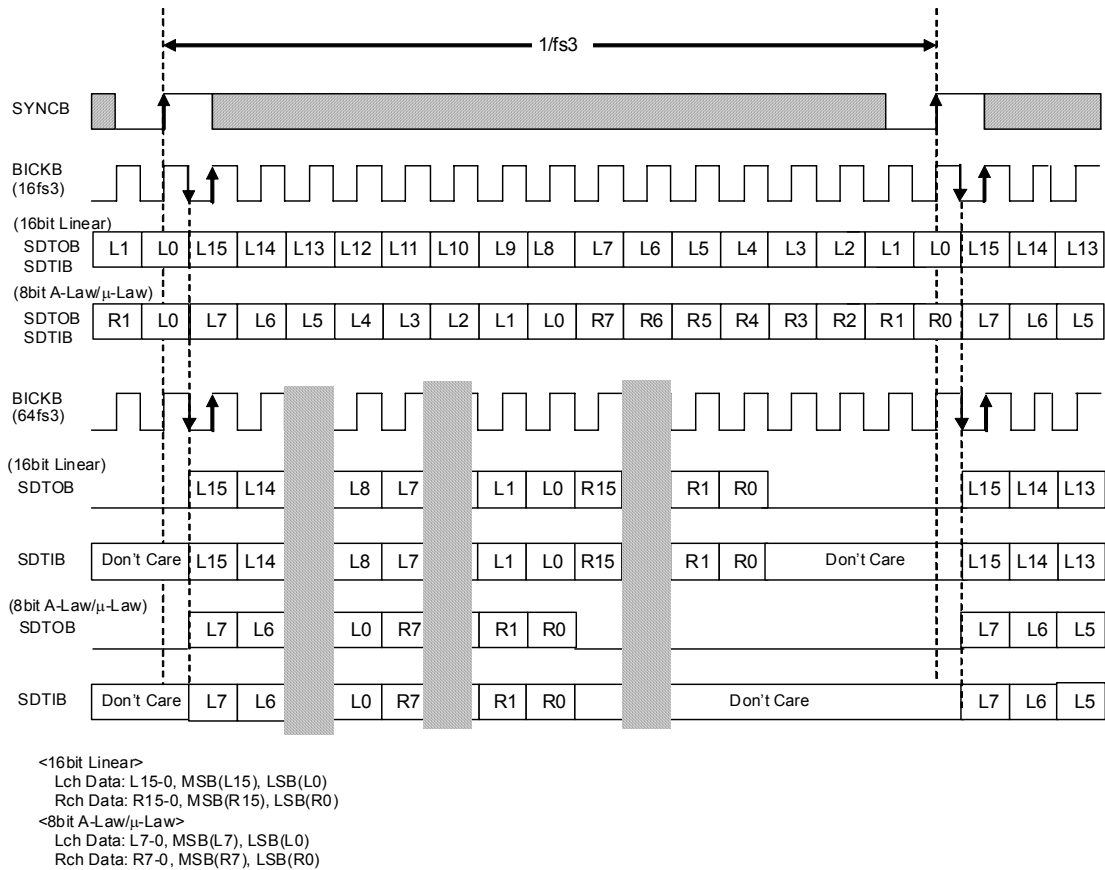 1/fs3
SYNCB
BICKB
(16fs3)
(16bit Linear)
SDTOB
SDTIB
L1 L0 L15 L14 L13 L12 L11 L10 L9 L8 L7 L6 L5 L4 L3 L2 L1 L0 L15 L14 L13
(8bit A-Law/μ-Law)
SDTOB
SDTIB
R1 L0 L7 L6 L5 L4 L3 L2 L1 L0 R7 R6 R5 R4 R3 R2 R1 R0 L7 L6 L5
BICKB
(64fs3)
(16bit Linear)
SDTOB L15 L14 L8 L7 L1 L0 R15 R1 R0 L15 L14 L13
SDTIB Don't Care L15 L14 L8 L7 L1 L0 R15 R1 R0 Don't Care L15 L14 L13
(8bit A-Law/μ-Law)
SDTOB L7 L6 L0 R7 R1 R0 L7 L6 L5
SDTIB Don't Care L7 L6 L0 R7 R1 R0 Don't Care L7 L6 L5
<16bit Linear>
Lch Data: L15-0, MSB(L15), LSB(L0)
Rch Data: R15-0, MSB(R15), LSB(R0)
<8bit A-Law/μ-Law>
Lch Data: L7-0, MSB(L7), LSB(L0)
Rch Data: R7-0, MSB(R7), LSB(R0)